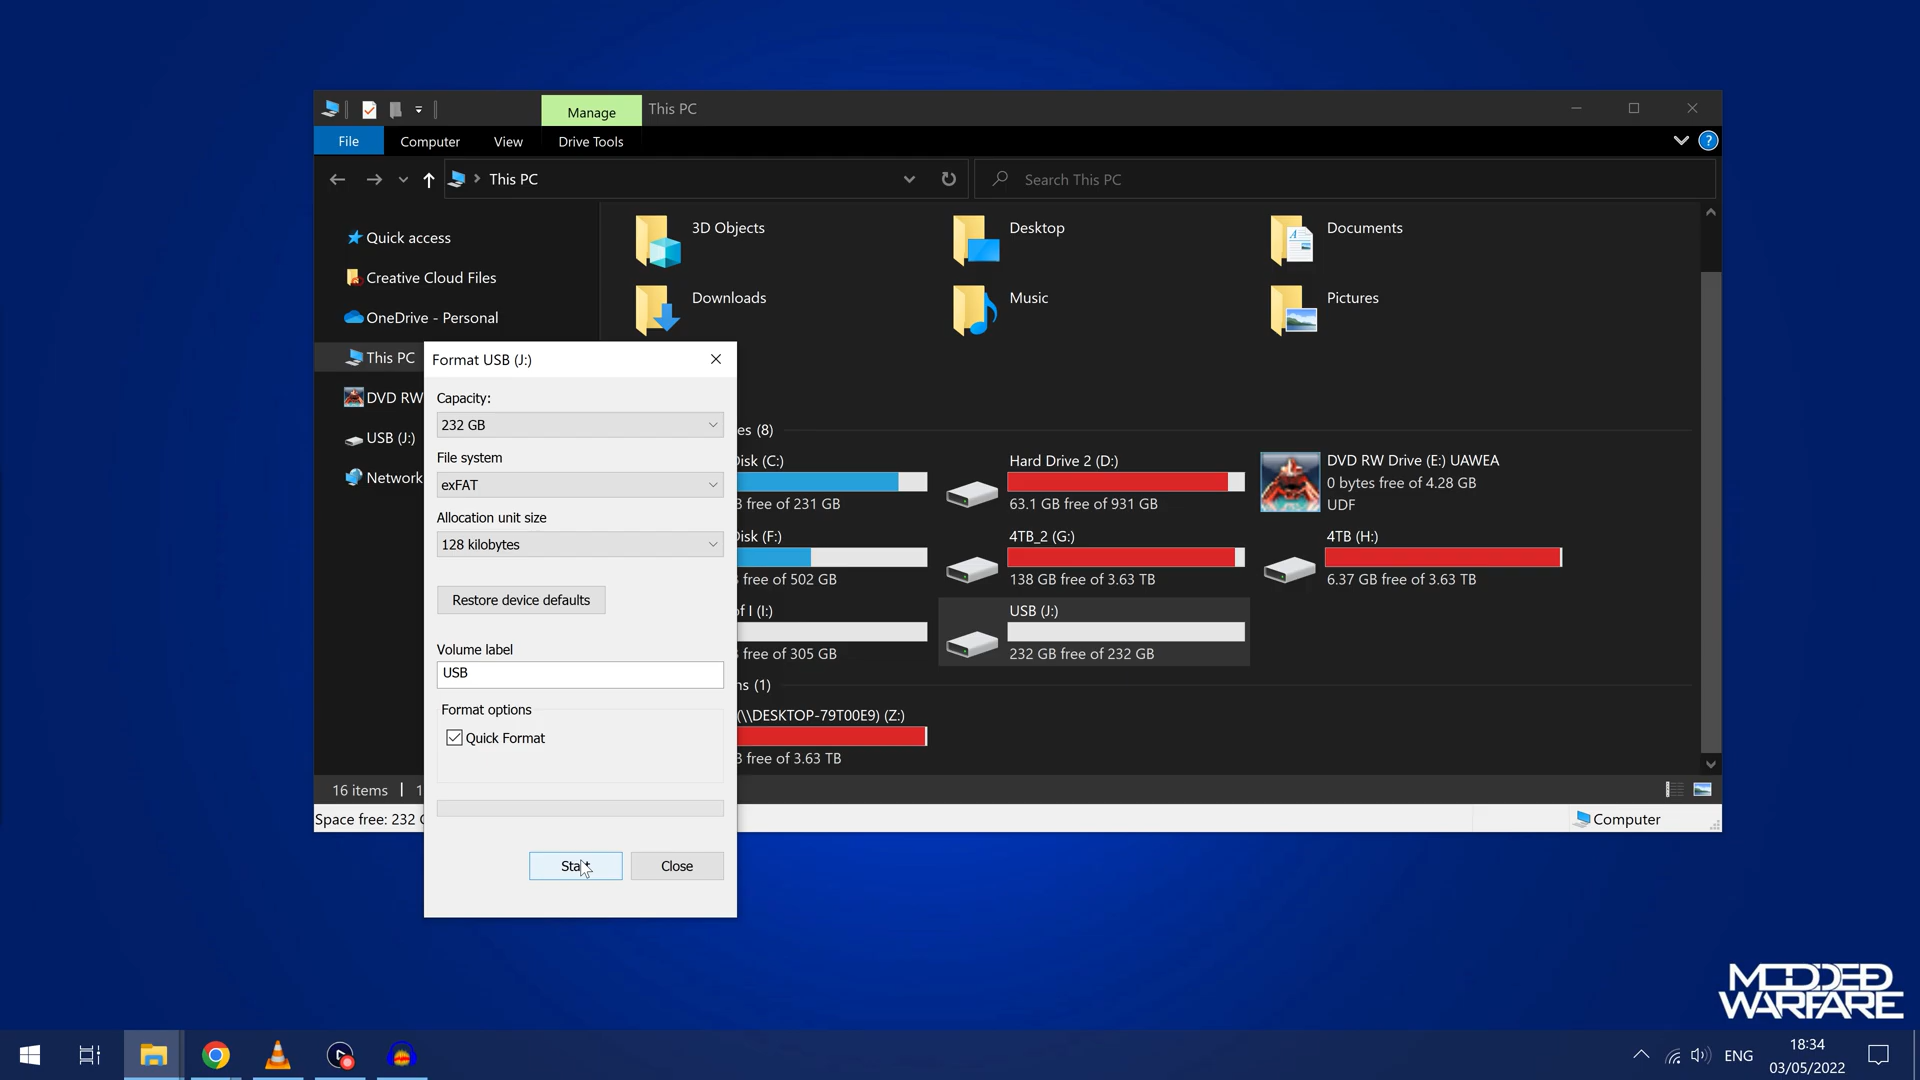 Manage
This PC
File
Computer
View
Drive Tools
This PC
Search This PC
Quick access
Creative Cloud Files
OneDrive - Personal
This PC
DVD RW
USB (J:)
Network
3D Objects
Desktop
Documents
Downloads
Music
Pictures
es (8)
Disk (C:)
free of 231 GB
Hard Drive 2 (D:)
63.1 GB free of 931 GB
DVD RW Drive (E:) UAWEA
0 bytes free of 4.28 GB
UDF
Disk (F:)
free of 502 GB
4TB_2 (G:)
138 GB free of 3.63 TB
4TB (H:)
6.37 GB free of 3.63 TB
of I (I:)
free of 305 GB
USB (J:)
232 GB free of 232 GB
ns (1)
(\\DESKTOP-79T00E9) (Z:)
free of 3.63 TB
16 items
1
Space free: 232 G
Computer
Format USB (J:)
Capacity:
232 GB
File system
exFAT
Allocation unit size
128 kilobytes
Restore device defaults
Volume label
USB
Format options
Quick Format
Start
Close
MODDED
WARFARE
ENG
18:34
03/05/2022